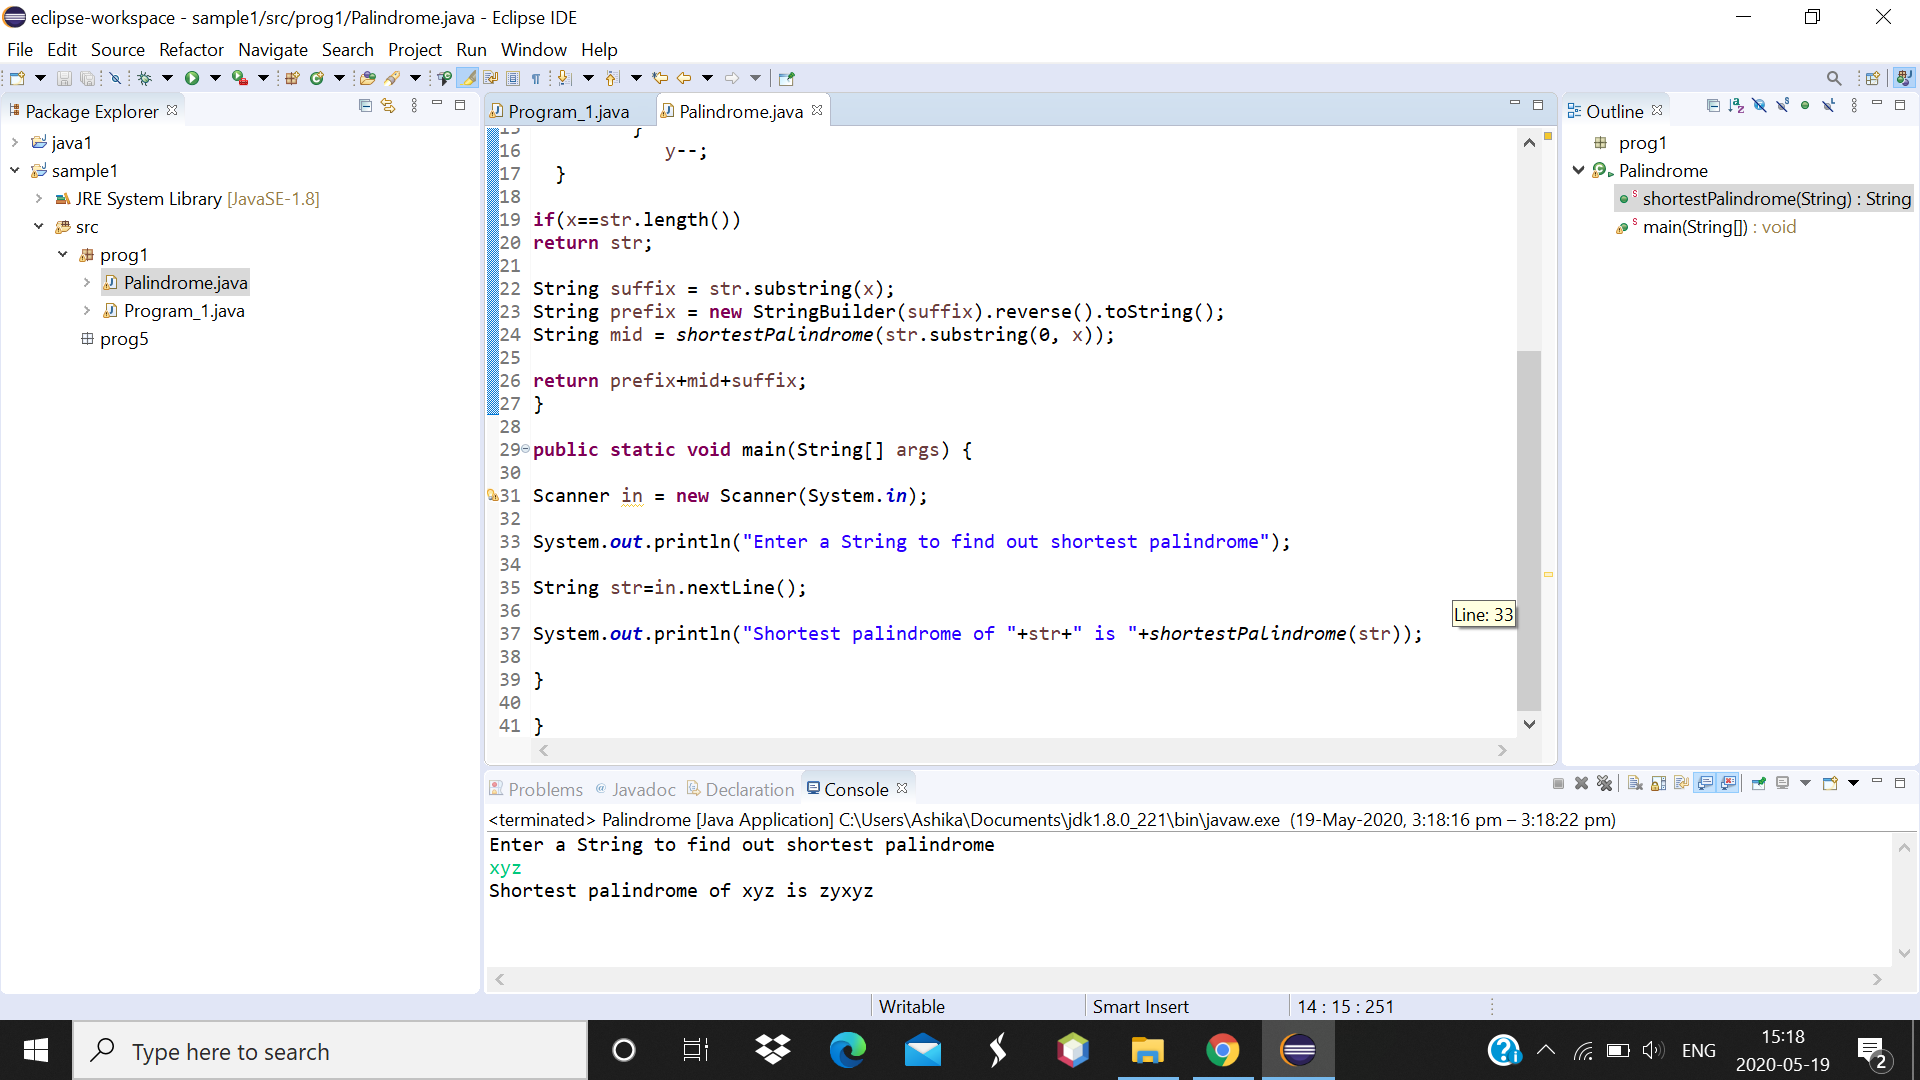 eclipse-workspace - sample1/src/prog1/Palindrome.java - Eclipse IDE
File Edit Source Refactor Navigate Search Project Run Window Help
Package Explorer
java1
sample1
JRE System Library [JavaSE-1.8]
src
prog1
Palindrome.java
Program_1.java
prog5
Program_1.java Palindrome.java
15 }
16 y--;
17 }
18
19 if(x==str.length())
20 return str;
21
22 String suffix = str.substring(x);
23 String prefix = new StringBuilder(suffix).reverse().toString();
24 String mid = shortestPalindrome(str.substring(0, x));
25
26 return prefix+mid+suffix;
27 }
28
29 public static void main(String[] args) {
30
31 Scanner in = new Scanner(System.in);
32
33 System.out.println("Enter a String to find out shortest palindrome");
34
35 String str=in.nextLine();
36
Line: 33
37 System.out.println("Shortest palindrome of "+str+" is "+shortestPalindrome(str));
38
39 }
40
41 }
Outline
prog1
Palindrome
shortestPalindrome(String) : String
main(String[]) : void
Problems Javadoc Declaration Console
<terminated> Palindrome [Java Application] C:\Users\Ashika\Documents\jdk1.8.0_221\bin\javaw.exe (19-May-2020, 3:18:16 pm – 3:18:22 pm)
Enter a String to find out shortest palindrome
xyz
Shortest palindrome of xyz is zyxyz
Writable Smart Insert 14 : 15 : 251
Type here to search
ENG
15:18
2020-05-19
2